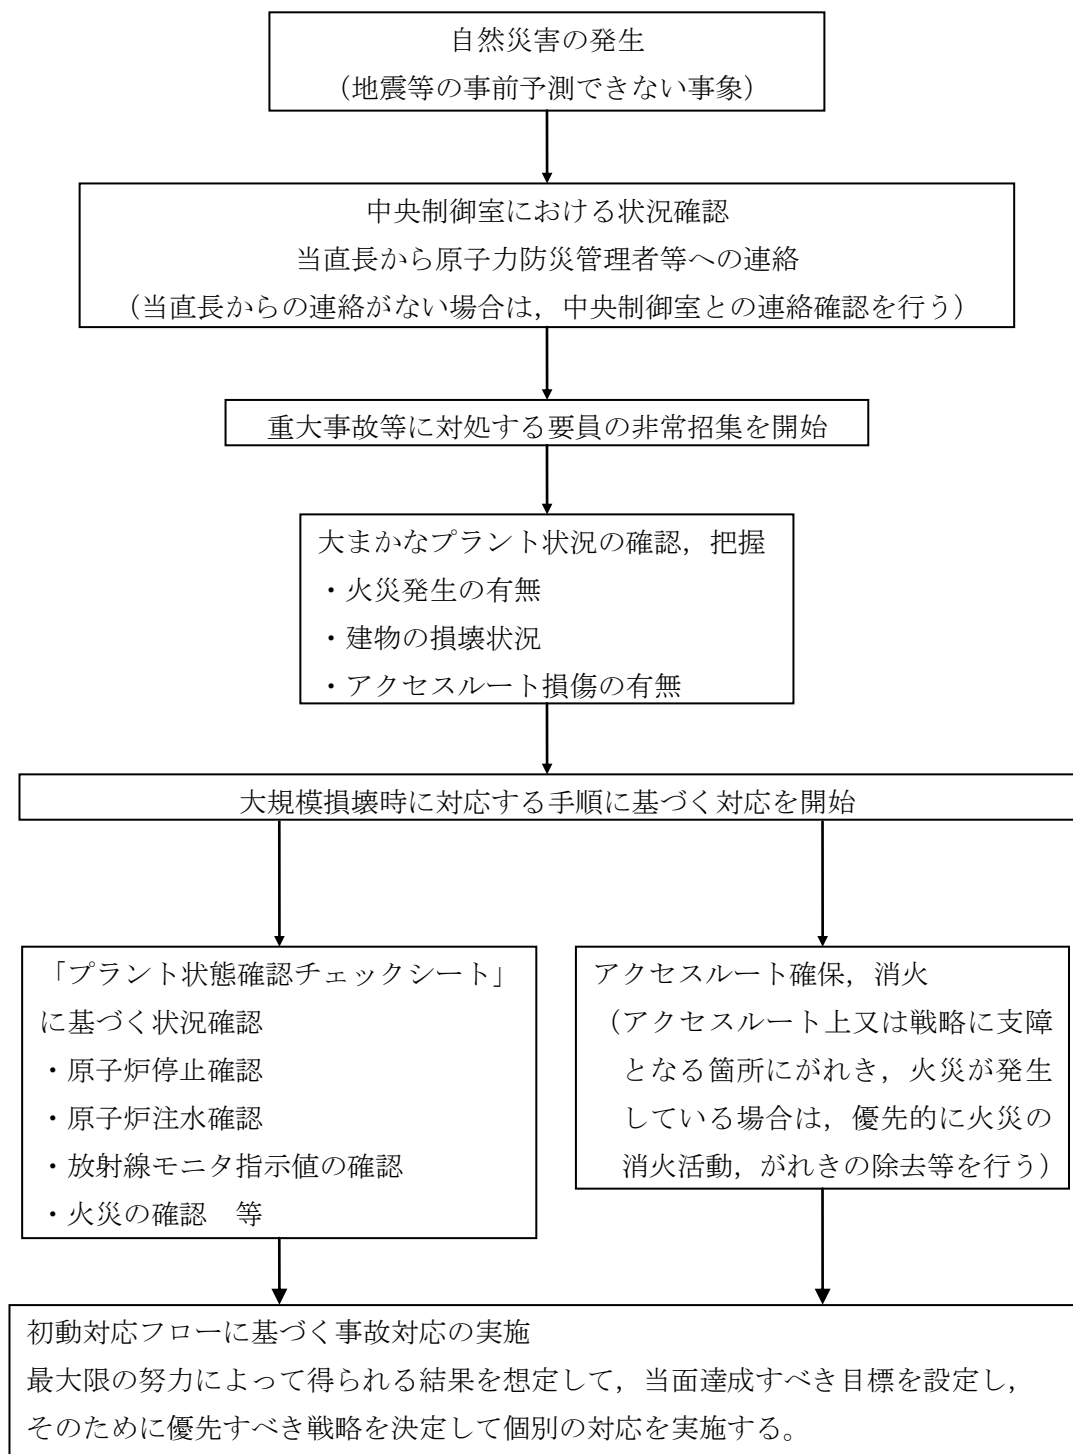 自然災害の発生
（地震等の事前予測できない事象）
中央制御室における状況確認
当直長から原子力防災管理者等への連絡
（当直長からの連絡がない場合は，中央制御室との連絡確認を行う）
重大事故等に対処する要員の非常招集を開始
大まかなプラント状況の確認，把握
・火災発生の有無
・建物の損壊状況
・アクセスルート損傷の有無
大規模損壊時に対応する手順に基づく対応を開始
「プラント状態確認チェックシート」
に基づく状況確認
・原子炉停止確認
・原子炉注水確認
・放射線モニタ指示値の確認
・火災の確認　等
アクセスルート確保，消火
（アクセスルート上又は戦略に支障
となる箇所にがれき，火災が発生
している場合は，優先的に火災の
消火活動，がれきの除去等を行う）
初動対応フローに基づく事故対応の実施
最大限の努力によって得られる結果を想定して，当面達成すべき目標を設定し，
そのために優先すべき戦略を決定して個別の対応を実施する。